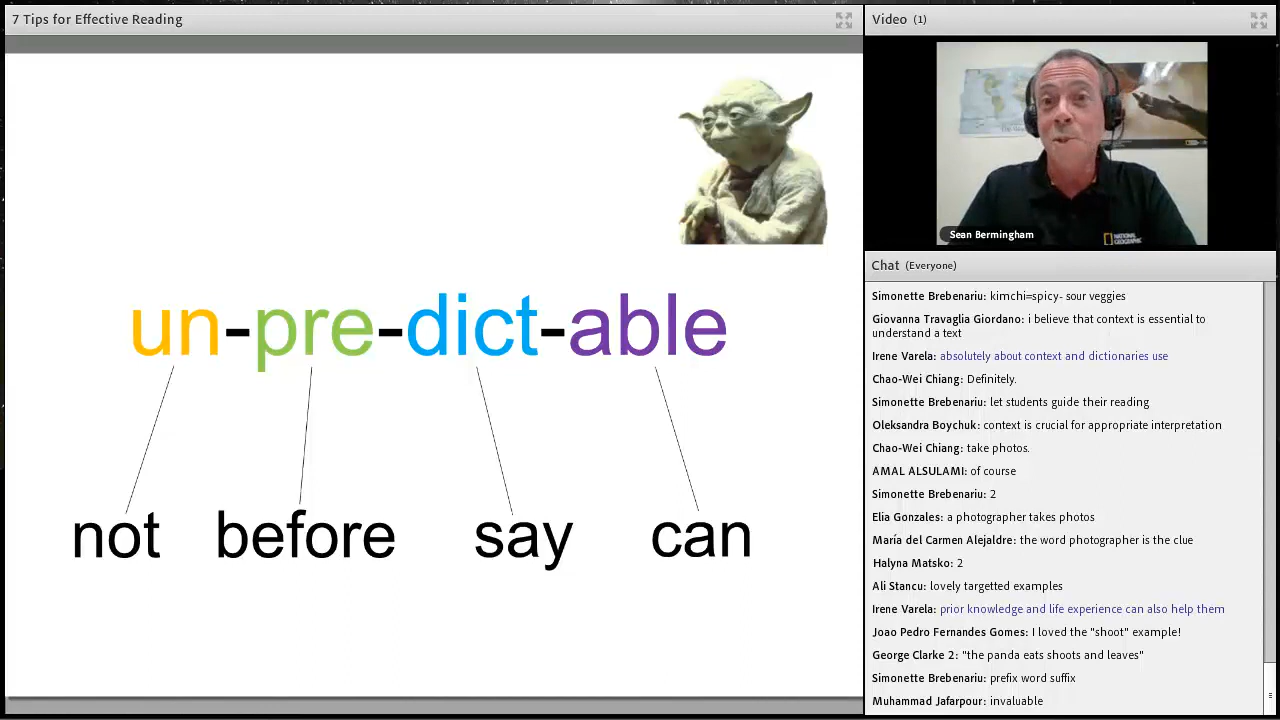 7 Tips for Effective Reading
un-pre-dict-able
not before say can
Video (1)
Sean Bermingham
NATIONAL
GEOGRAPHIC
Chat (Everyone)
Simonette Brebenariu: kimchi=spicy- sour veggies
Giovanna Travaglia Giordano: i believe that context is essential to
understand a text
Irene Varela: absolutely about context and dictionaries use
Chao-Wei Chiang: Definitely.
Simonette Brebenariu: let students guide their reading
Oleksandra Boychuk: context is crucial for appropriate interpretation
Chao-Wei Chiang: take photos.
AMAL ALSULAMI: of course
Simonette Brebenariu: 2
Elia Gonzales: a photographer takes photos
María del Carmen Alejaldre: the word photographer is the clue
Halyna Matsko: 2
Ali Stancu: lovely targetted examples
Irene Varela: prior knowledge and life experience can also help them
Joao Pedro Fernandes Gomes: I loved the "shoot" example!
George Clarke 2: "the panda eats shoots and leaves"
Simonette Brebenariu: prefix word suffix
Muhammad Jafarpour: invaluable